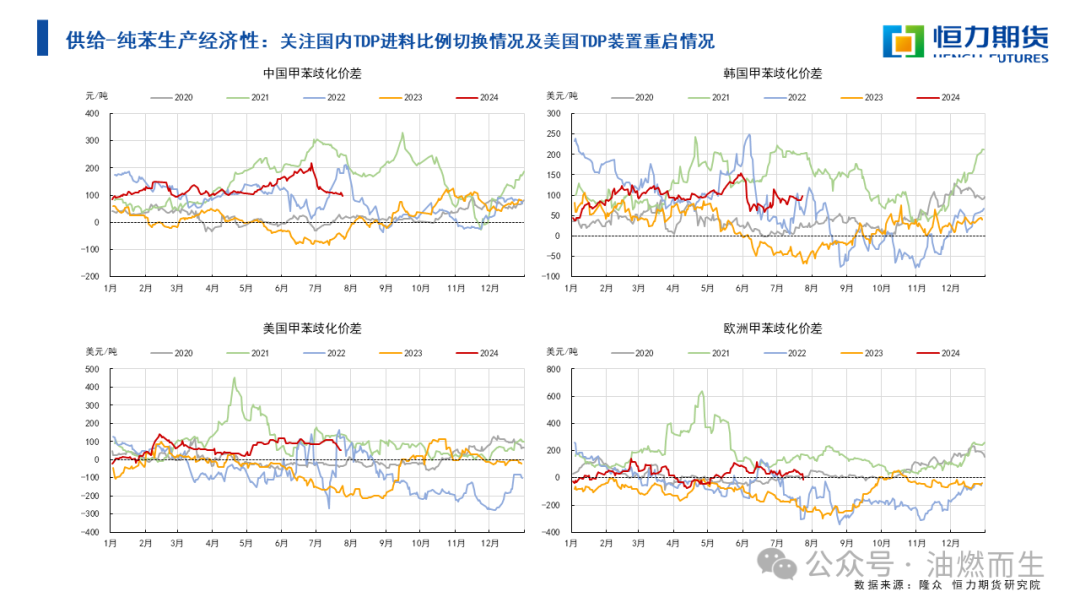 供给-纯苯生产经济性：关注国内TDP进料比例切换情况及美国TDP装置重启情况
恒力期货
HENGLI FUTURES
中国甲苯歧化价差
元/吨
2020 2021 2022 2023 2024
400
300
200
100
0
-100
-200
1月 2月 3月 4月 5月 6月 7月 8月 9月 10月 11月 12月
韩国甲苯歧化价差
美元/吨
2020 2021 2022 2023 2024
300
250
200
150
100
50
0
-50
-100
1月 2月 3月 4月 5月 6月 7月 8月 9月 10月 11月 12月
美国甲苯歧化价差
美元/吨
2020 2021 2022 2023 2024
500
400
300
200
100
0
-100
-200
-300
-400
1月 2月 3月 4月 5月 6月 7月 8月 9月 10月 11月 12月
欧洲甲苯歧化价差
美元/吨
2020 2021 2022 2023 2024
800
600
400
200
0
-200
-400
1月 2月 3月 4月 5月 6月 7月 8月 9月 10月 11月 12月
公众号·油燃而生
数据来源：隆众 恒力期货研究院